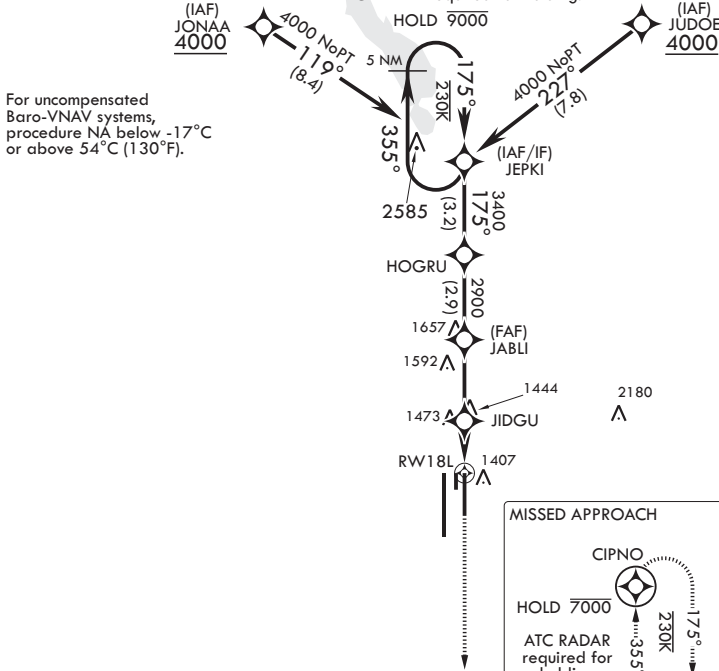 (IAF)
JONAA
4000
4000 NoPT
119°
(8.4)
HOLD 9000
5 NM
175°
230K
355°
2585
(IAF)
JUDOE
4000
4000 NoPT
227°
(7.8)
For uncompensated
Baro-VNAV systems,
procedure NA below -17°C
or above 54°C (130°F).
(IAF/IF)
JEPKI
3400
175°
(3.2)
HOGRU
2900
(2.9)
1657
(FAF)
JABLI
1592
1444
2180
1473
JIDGU
RW18L
1407
MISSED APPROACH
CIPNO
HOLD 7000
230K
175°
355°
ATC RADAR
required for